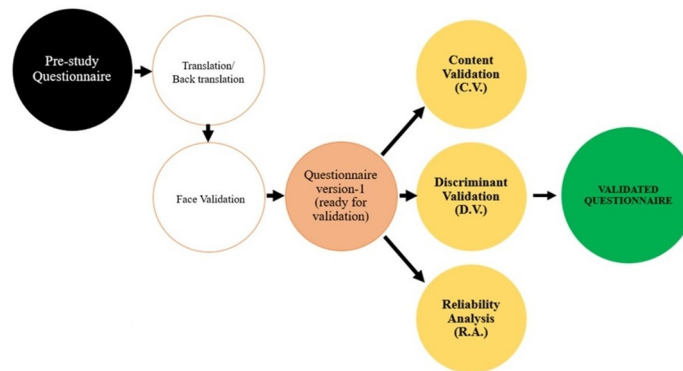 Pre-study
Questionnaire
Translation/
Back translation
Face Validation
Questionnaire
version-1
(ready for
validation)
Content
Validation
(C.V.)
Discriminant
Validation
(D.V.)
Reliability
Analysis
(R.A.)
VALIDATED
QUESTIONNAIRE